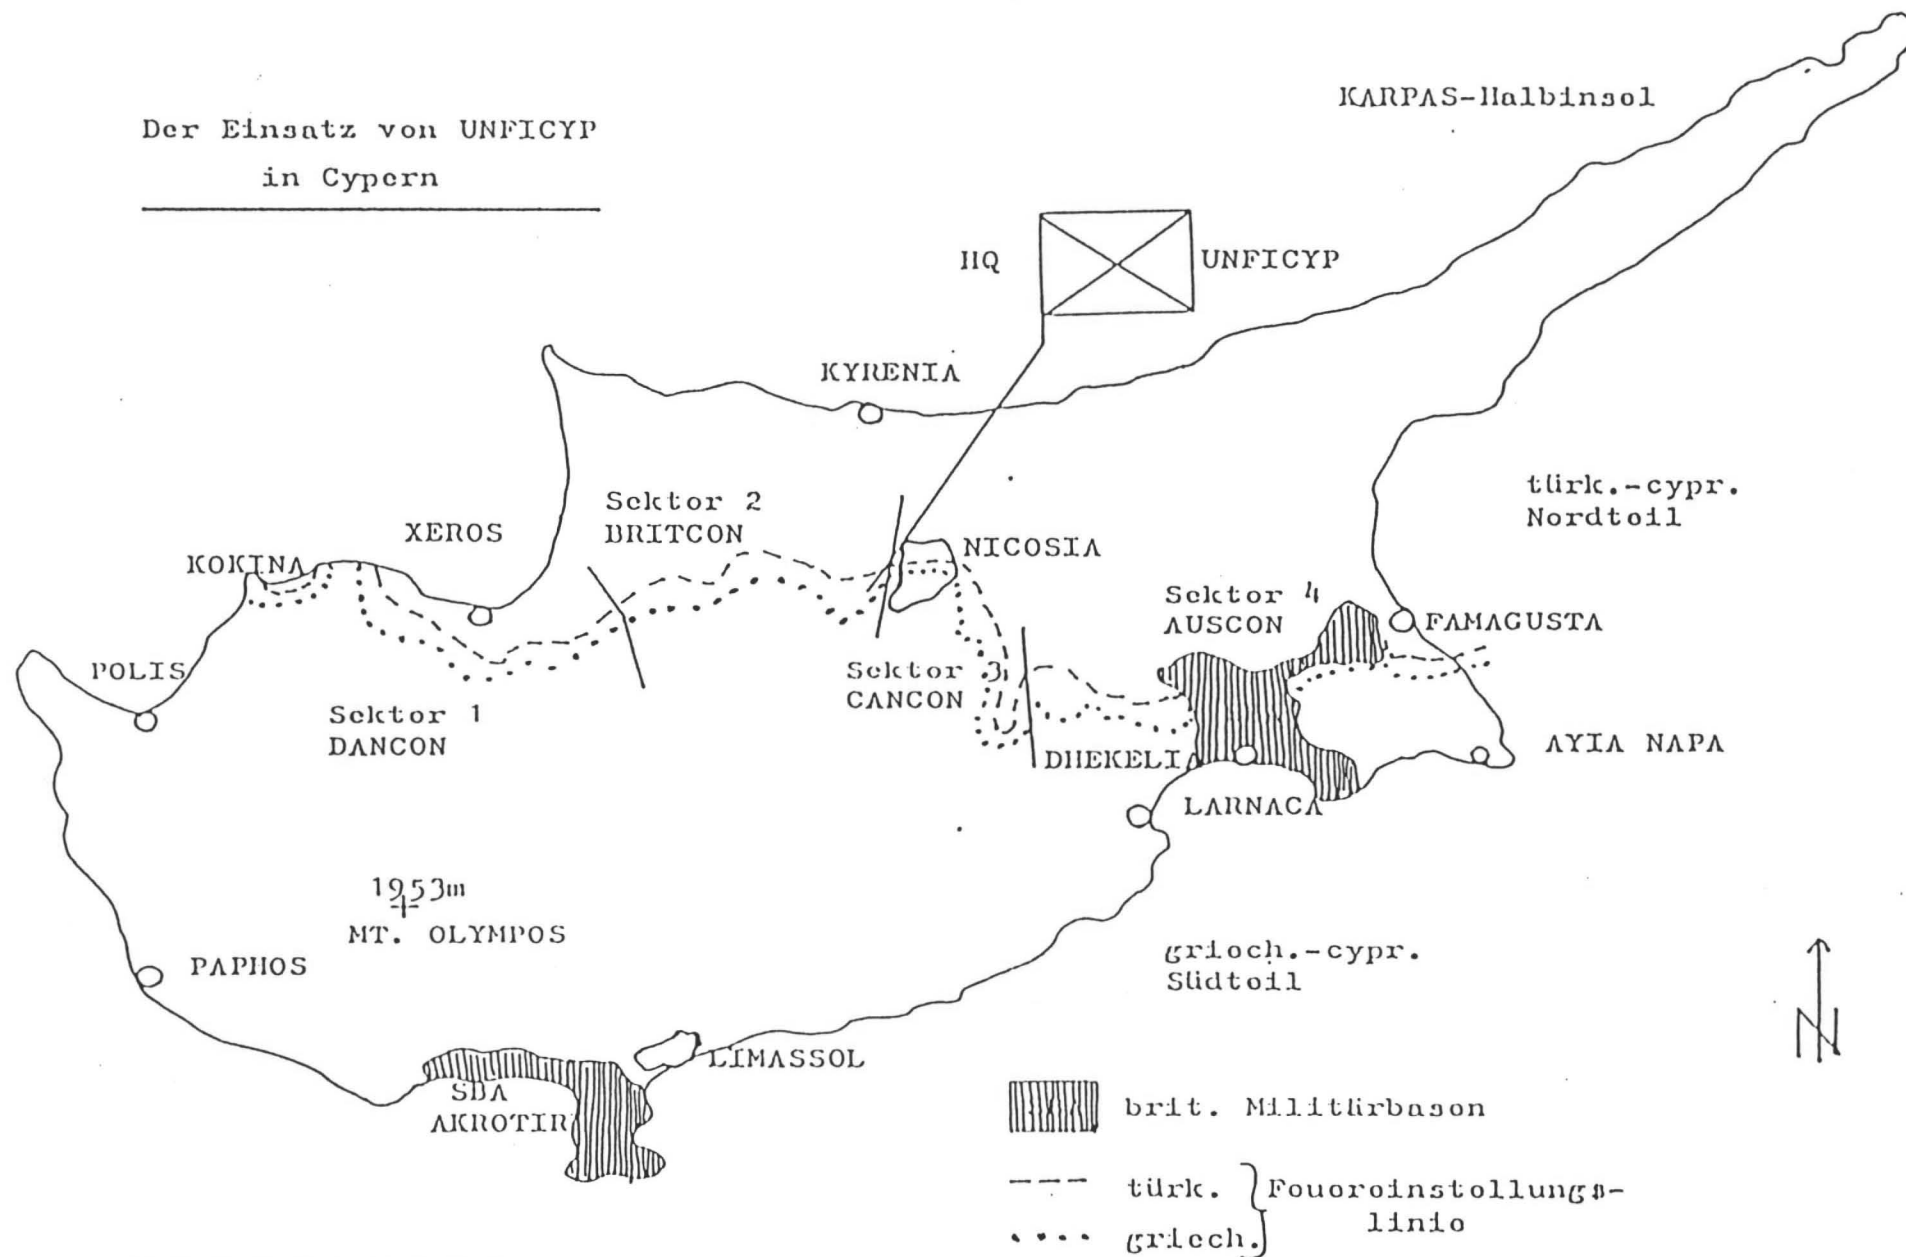 Der Einsatz von UNFICYP
in Cypern
KARPAS-Halbinsel
HQ
UNFICYP
KYRENIA
türk.-cypr.
Nordteil
Sektor 2
BRITCON
XEROS
KOKINA
NICOSIA
Sektor 4
AUSCON
FAMAGUSTA
POLIS
Sektor 3
CANCON
Sektor 1
DANCON
DHEKELIA
AYIA NAPA
LARNACA
1953m
MT. OLYMPOS
PAPHOS
griech.-cypr.
Südteil
N
LIMASSOL
SBA
AKROTIRI
brit. Militärbasen
türk.
griech.
Feuereinstellungs-
linie